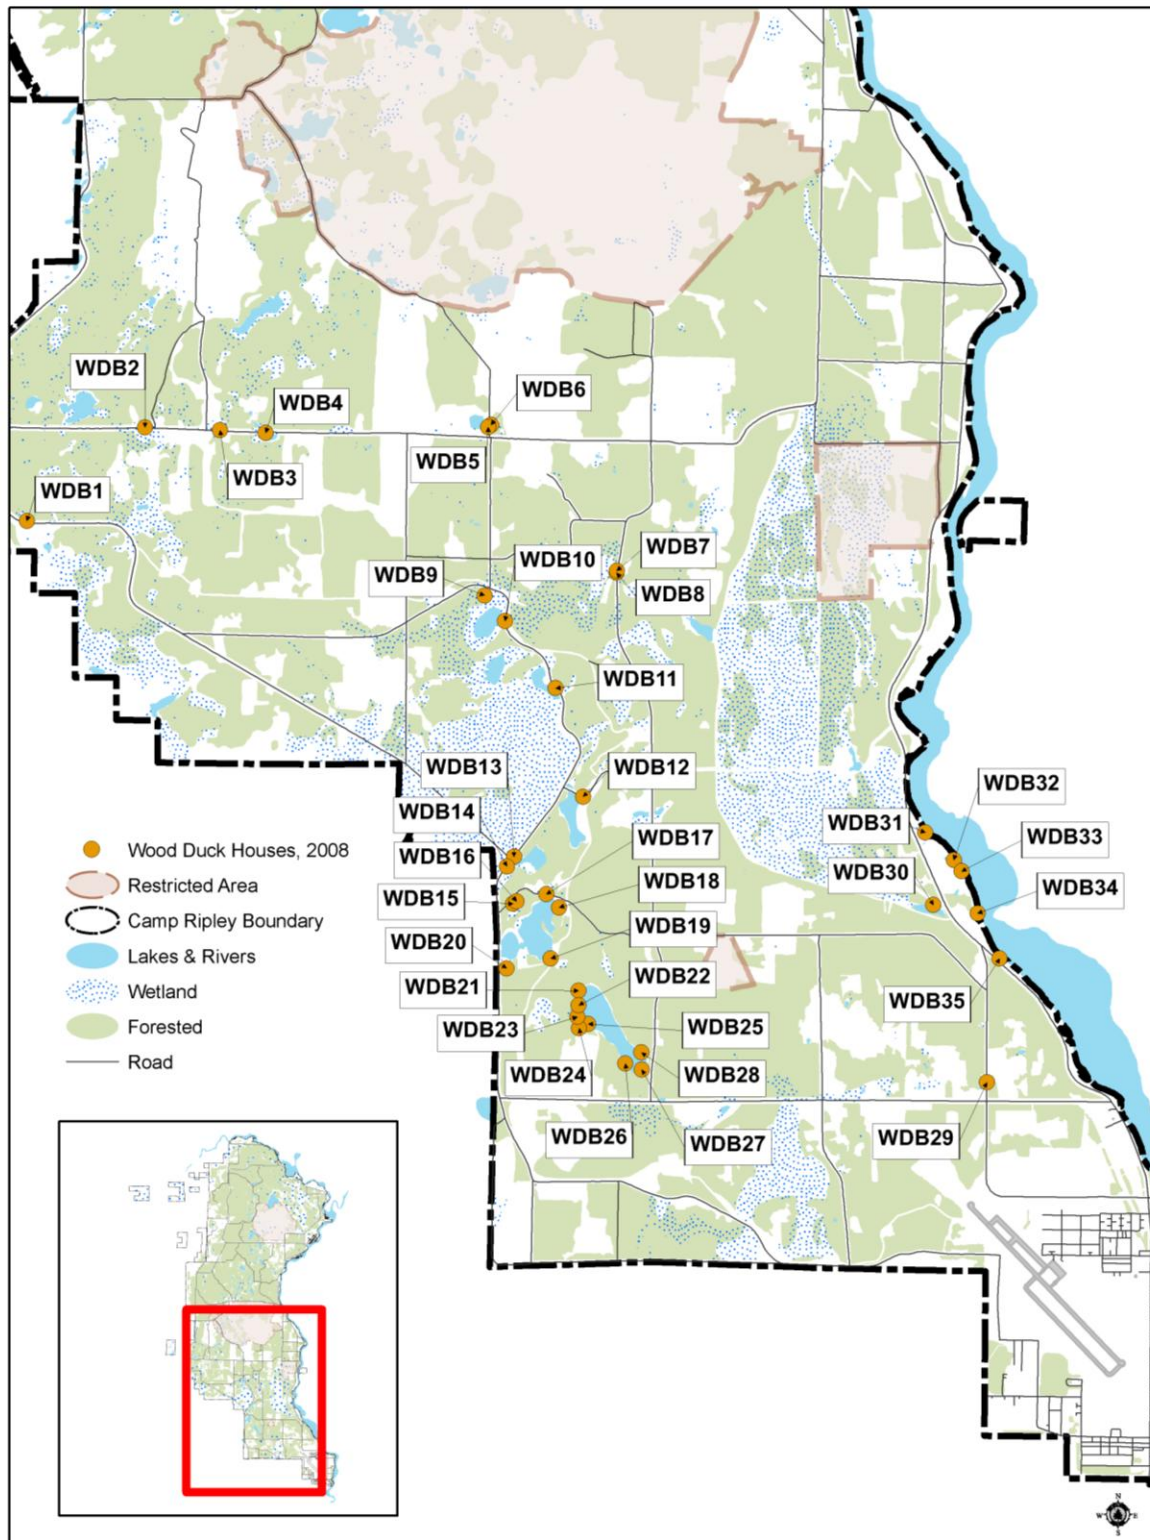 WDB2
WDB4
WDB6
WDB3
WDB5
WDB1
WDB10
WDB7
WDB9
WDB8
WDB11
WDB13
WDB12
WDB14
WDB17
WDB16
WDB18
WDB15
WDB19
WDB20
WDB22
WDB21
WDB23
WDB25
WDB24
WDB28
WDB26
WDB27
WDB32
WDB31
WDB33
WDB30
WDB34
WDB35
WDB29
Wood Duck Houses, 2008
Restricted Area
Camp Ripley Boundary
Lakes & Rivers
Wetland
Forested
Road
N
W
E
S